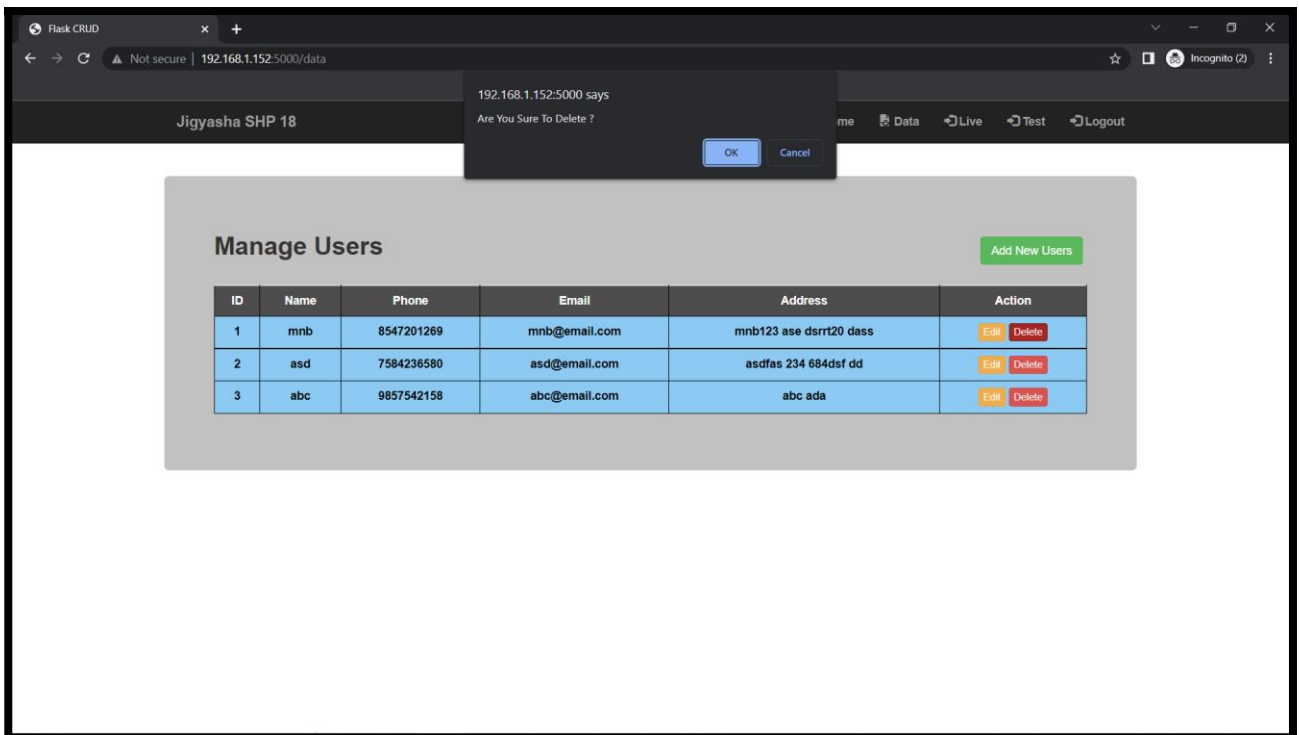 Flask CRUD
Not secure | 192.168.1.152:5000/data
Incognito (2)
192.168.1.152:5000 says
Are You Sure To Delete ?
OK Cancel
Jigyasha SHP 18
me Data Live Test Logout
Manage Users
Add New Users
ID Name Phone Email Address Action
1 mnb 8547201269 mnb@email.com mnb123 ase dsrrt20 dass Edit Delete
2 asd 7584236580 asd@email.com asdfas 234 684dsf dd Edit Delete
3 abc 9857542158 abc@email.com abc ada Edit Delete